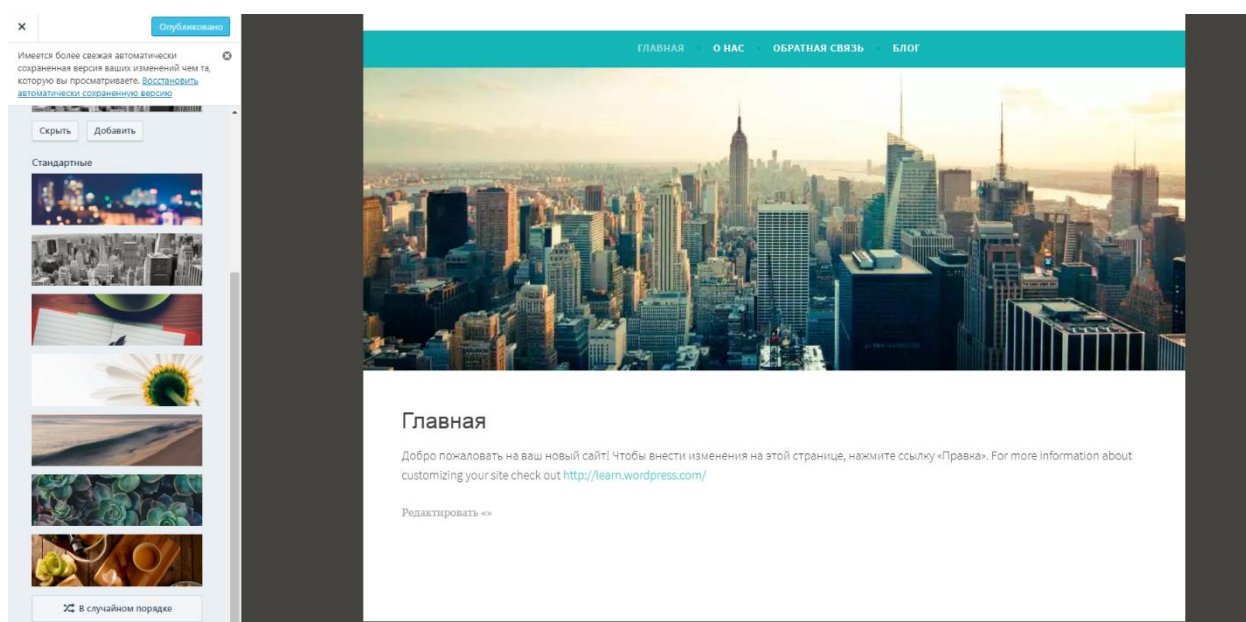 Опубликовано
Имеется более свежая автоматически
сохраненная версия ваших изменений чем та,
которую вы просматриваете. Восстановить
автоматически сохраненную версию
Скрыть Добавить
Стандартные
В случайном порядке
ГЛАВНАЯ О НАС ОБРАТНАЯ СВЯЗЬ БЛОГ
Главная
Добро пожаловать на ваш новый сайт! Чтобы внести изменения на этой странице, нажмите ссылку «Правка». For more information about
customizing your site check out http://learn.wordpress.com/
Редактировать «»